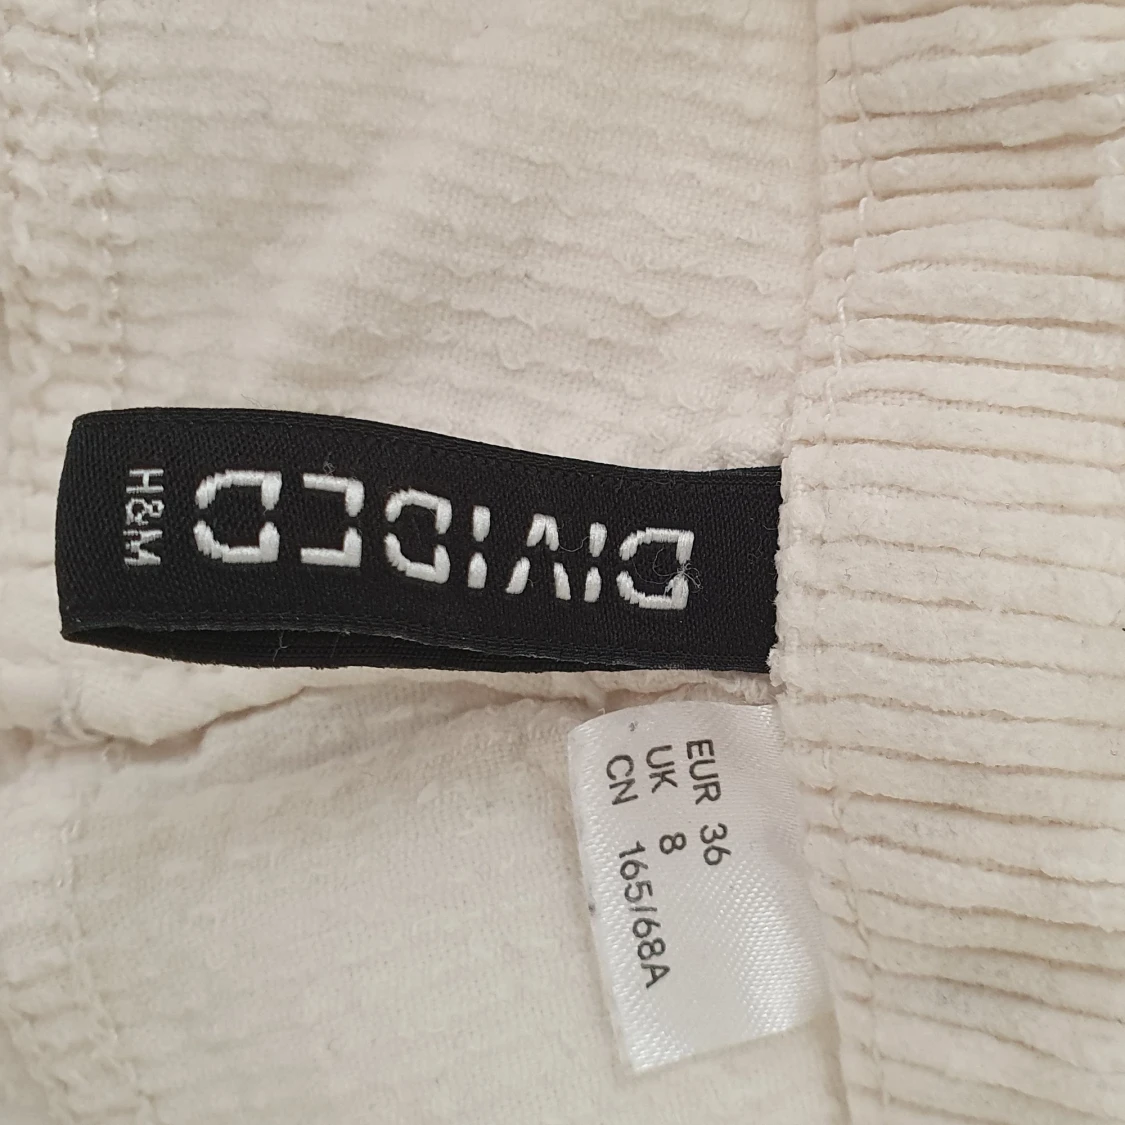 DIVIDED
H&M
EUR 36
UK 8
CN 165/68A